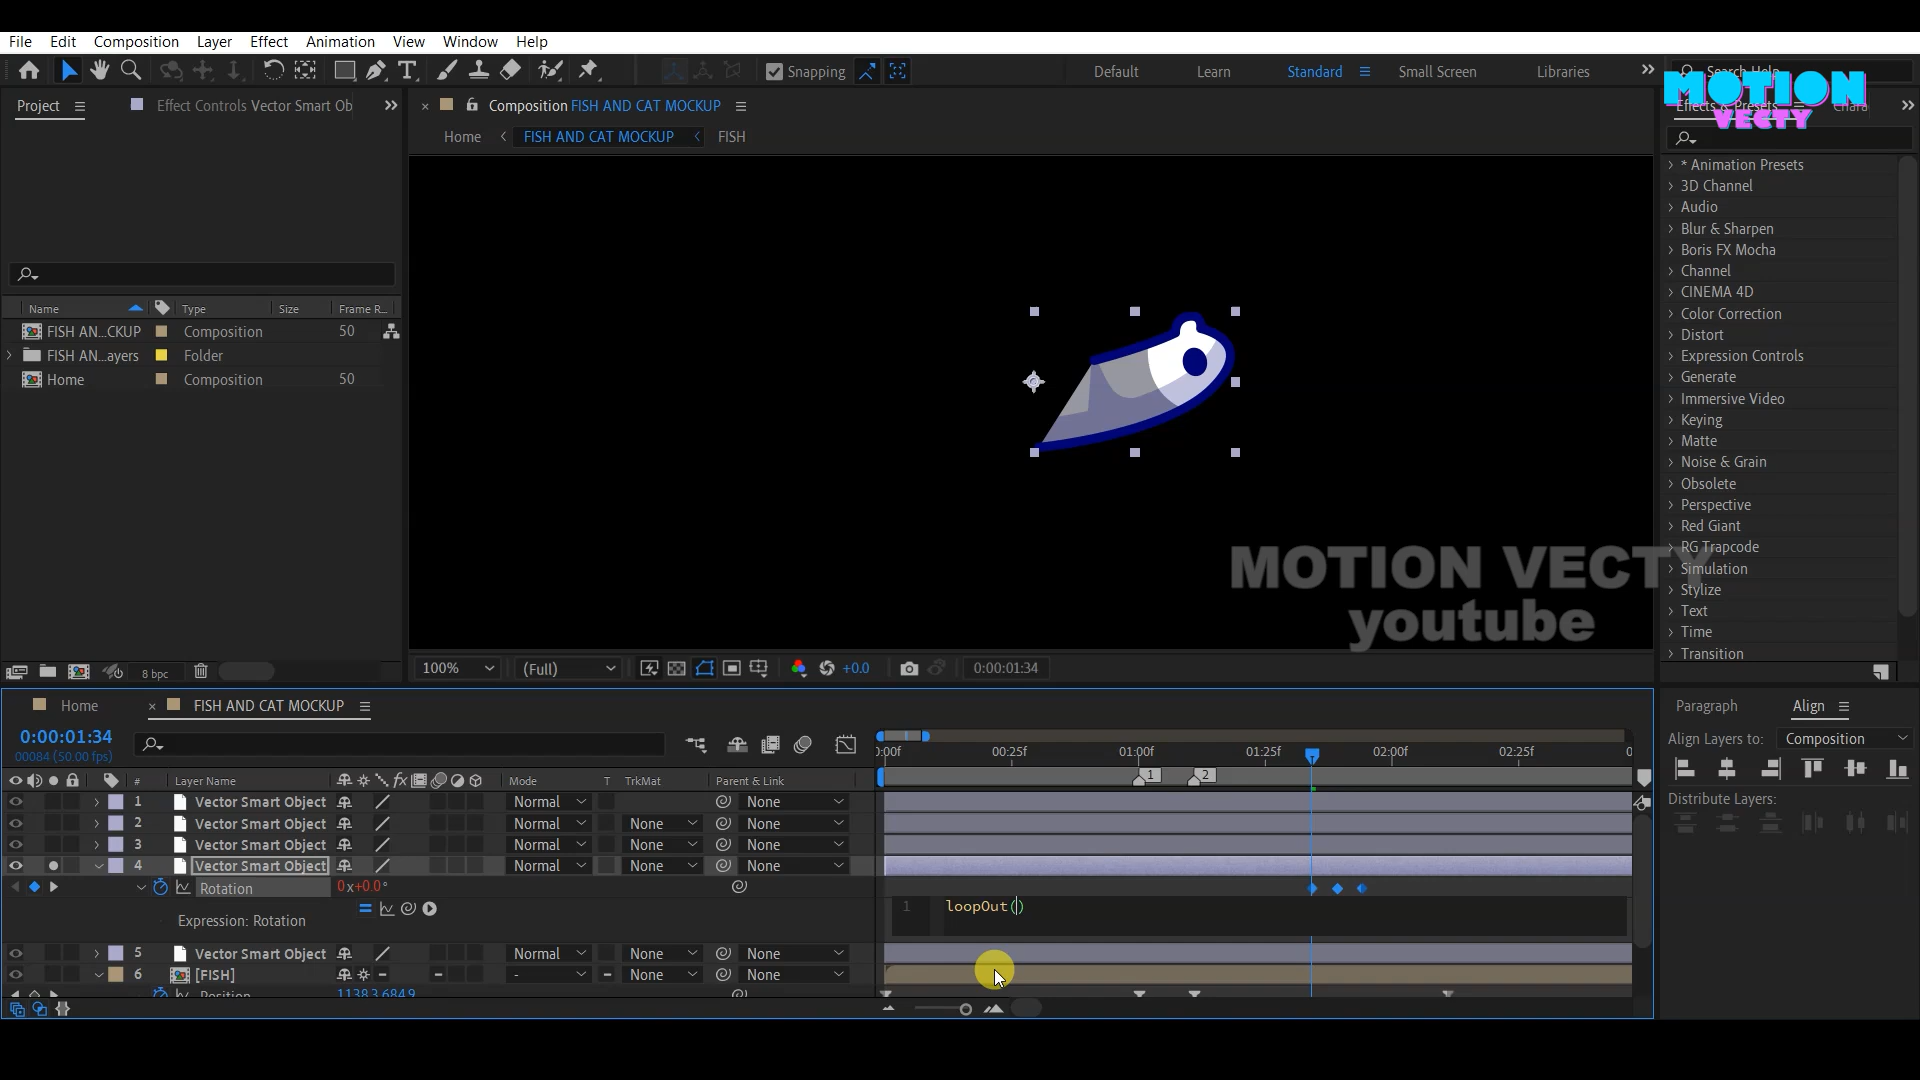 File Edit Composition Layer Effect Animation View Window Help
Snapping Default Learn Standard Small Screen Libraries Search Help
MOTION
VECTY
Project Effect Controls Vector Smart Ob Composition FISH AND CAT MOCKUP Effects & Presets Chara
Home FISH AND CAT MOCKUP FISH
* Animation Presets
3D Channel
Audio
Blur & Sharpen
Boris FX Mocha
Channel
CINEMA 4D
Color Correction
Distort
Expression Controls
Generate
Immersive Video
Keying
Matte
Noise & Grain
Obsolete
Perspective
Red Giant
RG Trapcode
Simulation
Stylize
Text
Time
Transition
Name Type Size Frame R...
FISH AN...CKUP Composition 50
FISH AN...ayers Folder
Home Composition 50
MOTION VECTY
youtube
8 bpc 100% (Full) +0.0 0:00:01:34
Home FISH AND CAT MOCKUP
0:00:01:34
00084 (50.00 fps)
0:00f 00:25f 01:00f 01:25f 02:00f 02:25f 0
1 2
# Layer Name Mode T TrkMat Parent & Link
1 Vector Smart Object Normal None
2 Vector Smart Object Normal None None
3 Vector Smart Object Normal None None
4 Vector Smart Object Normal None None
Rotation 0x+0.0°
Expression: Rotation
1 loopOut()
5 Vector Smart Object Normal None None
6 [FISH] - None None
Position 1138.3,684.9
Paragraph Align
Align Layers to: Composition
Distribute Layers: